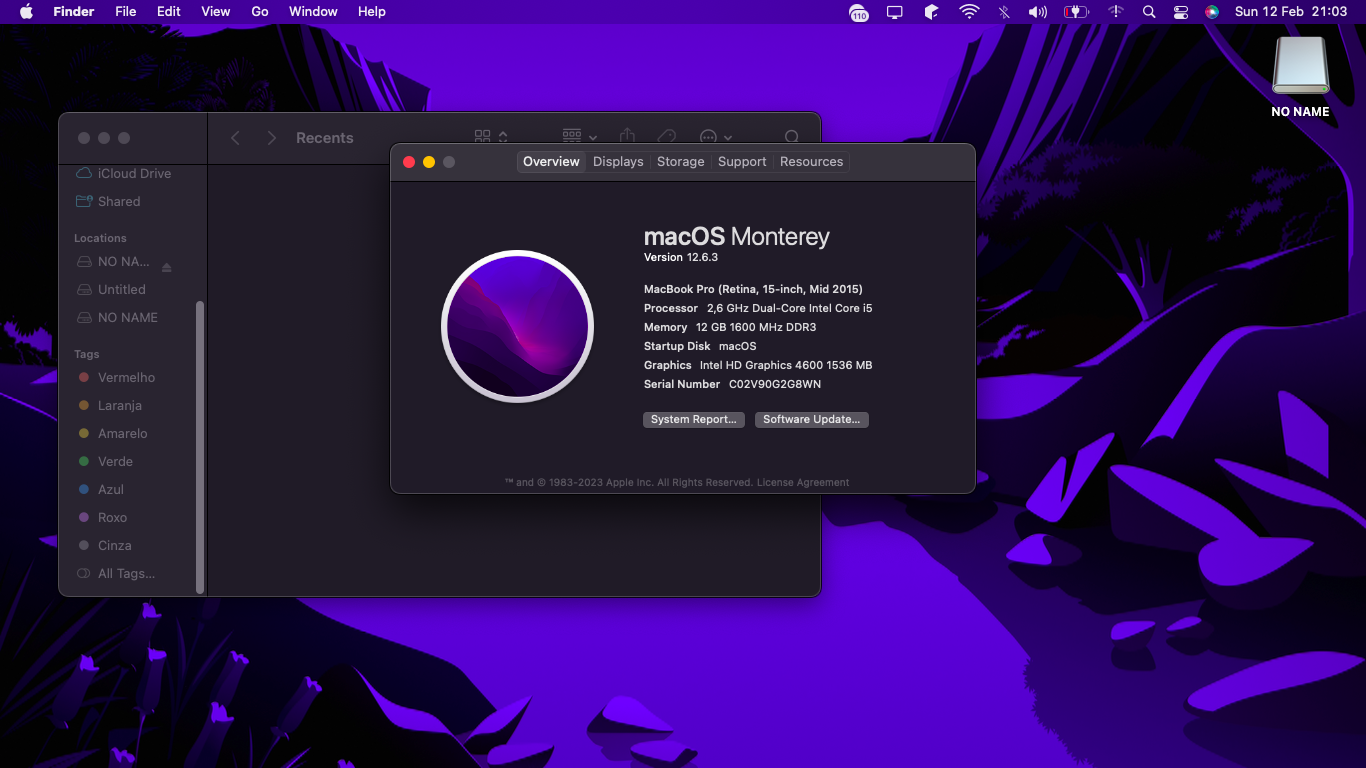 Finder File Edit View Go Window Help 110 Sun 12 Feb 21:03
NO NAME
Recents
iCloud Drive
Shared
Locations
NO NA...
Untitled
NO NAME
Tags
Vermelho
Laranja
Amarelo
Verde
Azul
Roxo
Cinza
All Tags...
Overview Displays Storage Support Resources
macOS Monterey
Version 12.6.3
MacBook Pro (Retina, 15-inch, Mid 2015)
Processor 2,6 GHz Dual-Core Intel Core i5
Memory 12 GB 1600 MHz DDR3
Startup Disk macOS
Graphics Intel HD Graphics 4600 1536 MB
Serial Number C02V90G2G8WN
System Report... Software Update...
™ and © 1983-2023 Apple Inc. All Rights Reserved. License Agreement